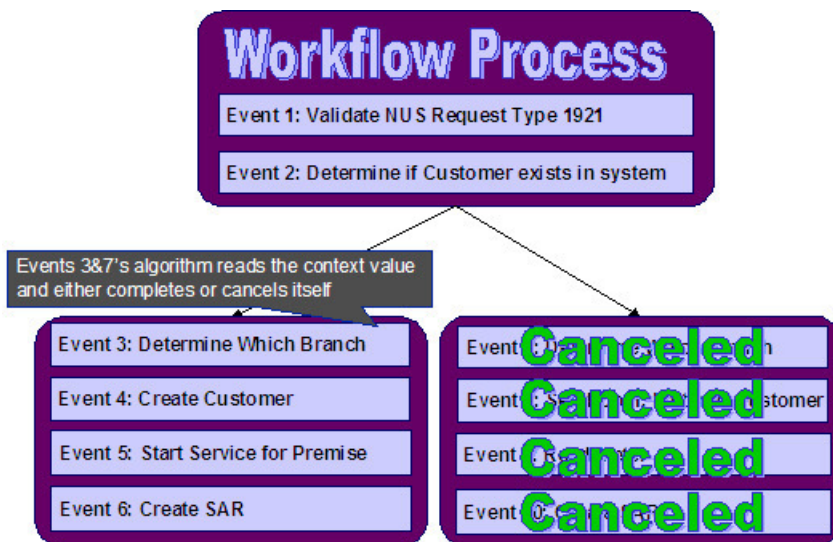 Workflow Process
Event 1: Validate NUS Request Type 1921
Event 2: Determine if Customer exists in system
Events 3&7's algorithm reads the context value
and either completes or cancels itself
Event 3: Determine Which Branch
Event 4: Create Customer
Event 5: Start Service for Premise
Event 6: Create SAR
Event
Canceled
Event
Canceled
Event
Canceled
Event
Canceled